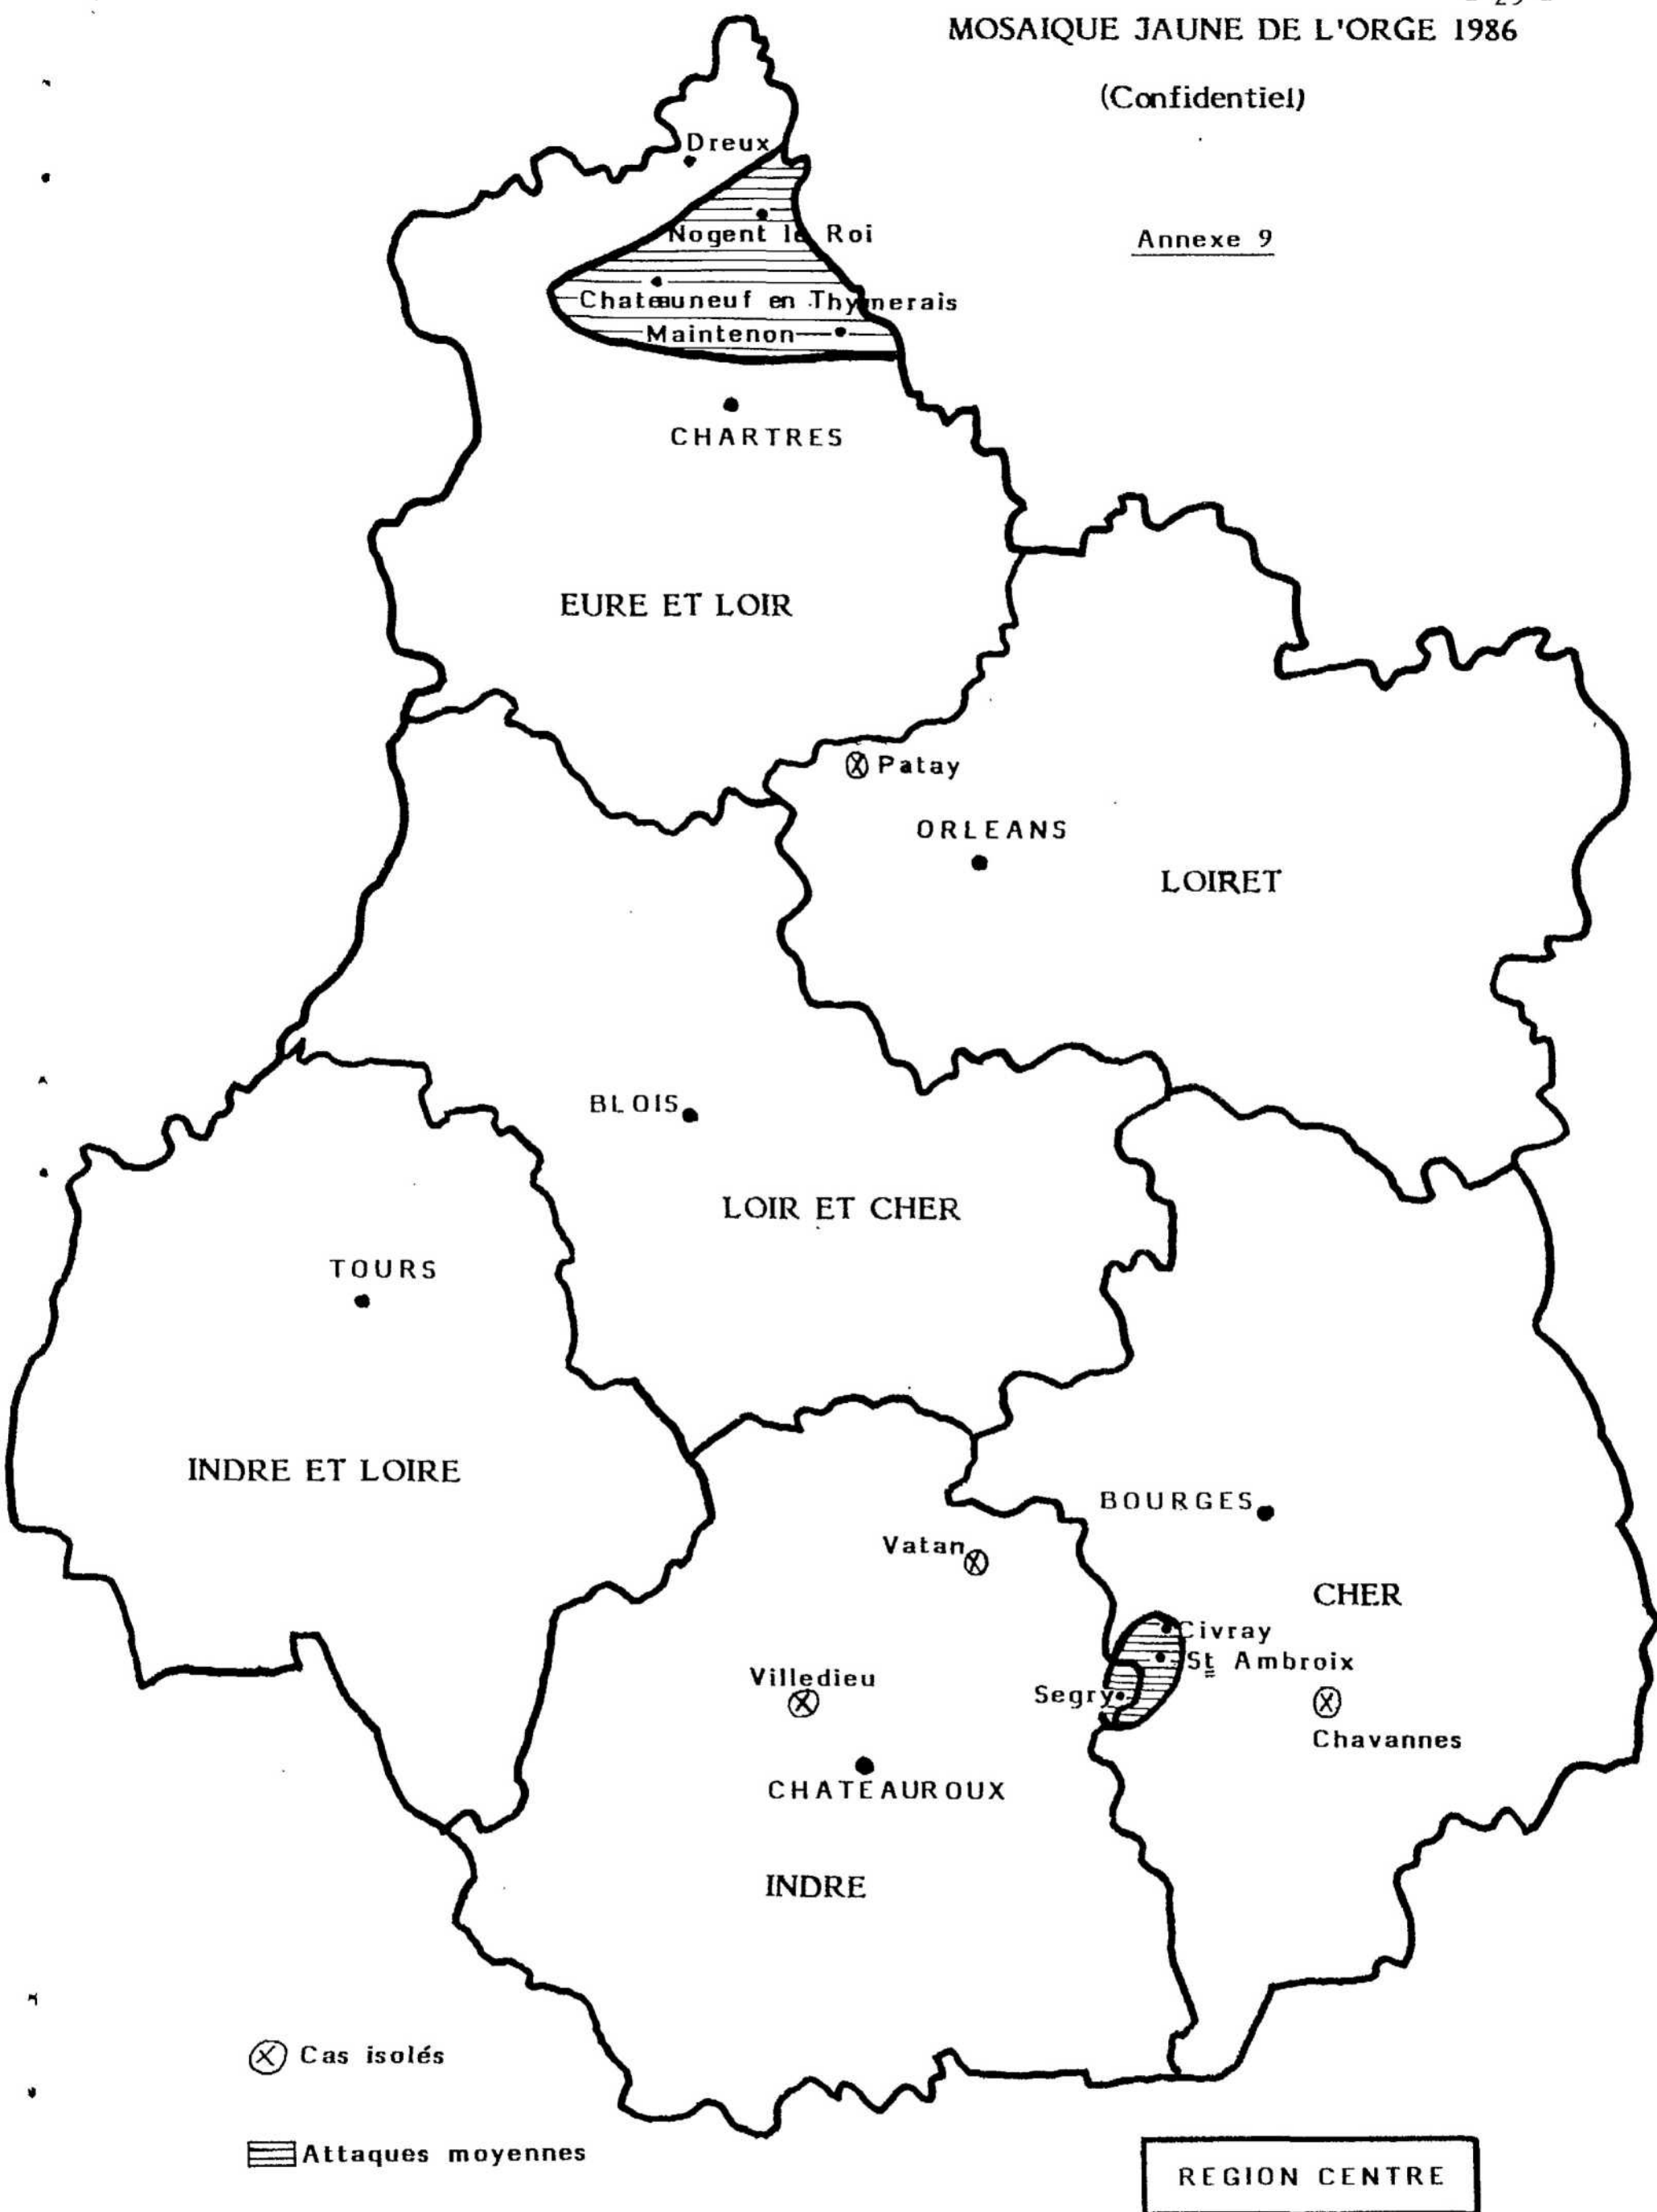 MOSAIQUE JAUNE DE L'ORGE 1986
(Confidentiel)
Annexe 9
Dreux
Nogent le Roi
Chateauneuf en Thymerais
Maintenon
CHARTRES
EURE ET LOIR
Patay
ORLEANS
LOIRET
BLOIS
LOIR ET CHER
TOURS
INDRE ET LOIRE
BOURGES
Vatan
CHER
Civray
St Ambroix
Segry
Villedieu
Chavannes
CHATEAUROUX
INDRE
Cas isolés
Attaques moyennes
REGION CENTRE